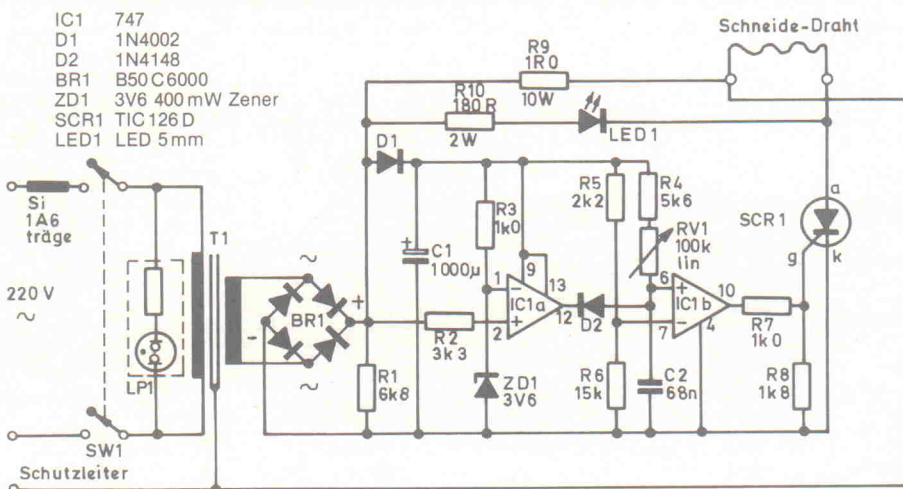 IC1 747
D1 1N4002
D2 1N4148
BR1 B50C6000
ZD1 3V6 400mW Zener
SCR1 TIC126D
LED1 LED 5mm
Schneide-Draht
R9
1R0
10W
R10
180R
2W
LED1
D1
Si
1A6
träge
T1
R3
1k0
R5
2k2
R4
5k6
RV1
100k
lin
SCR1
a
g
k
220V
~
~
BR1
+
-
~
C1
+
1000µ
1
2
-
+
IC1a
9
13
12
D2
6
7
+
-
IC1b
4
10
R7
1k0
R2
3k3
LP1
R1
6k8
ZD1
3V6
R6
15k
C2
68n
R8
1k8
SW1
Schutzleiter